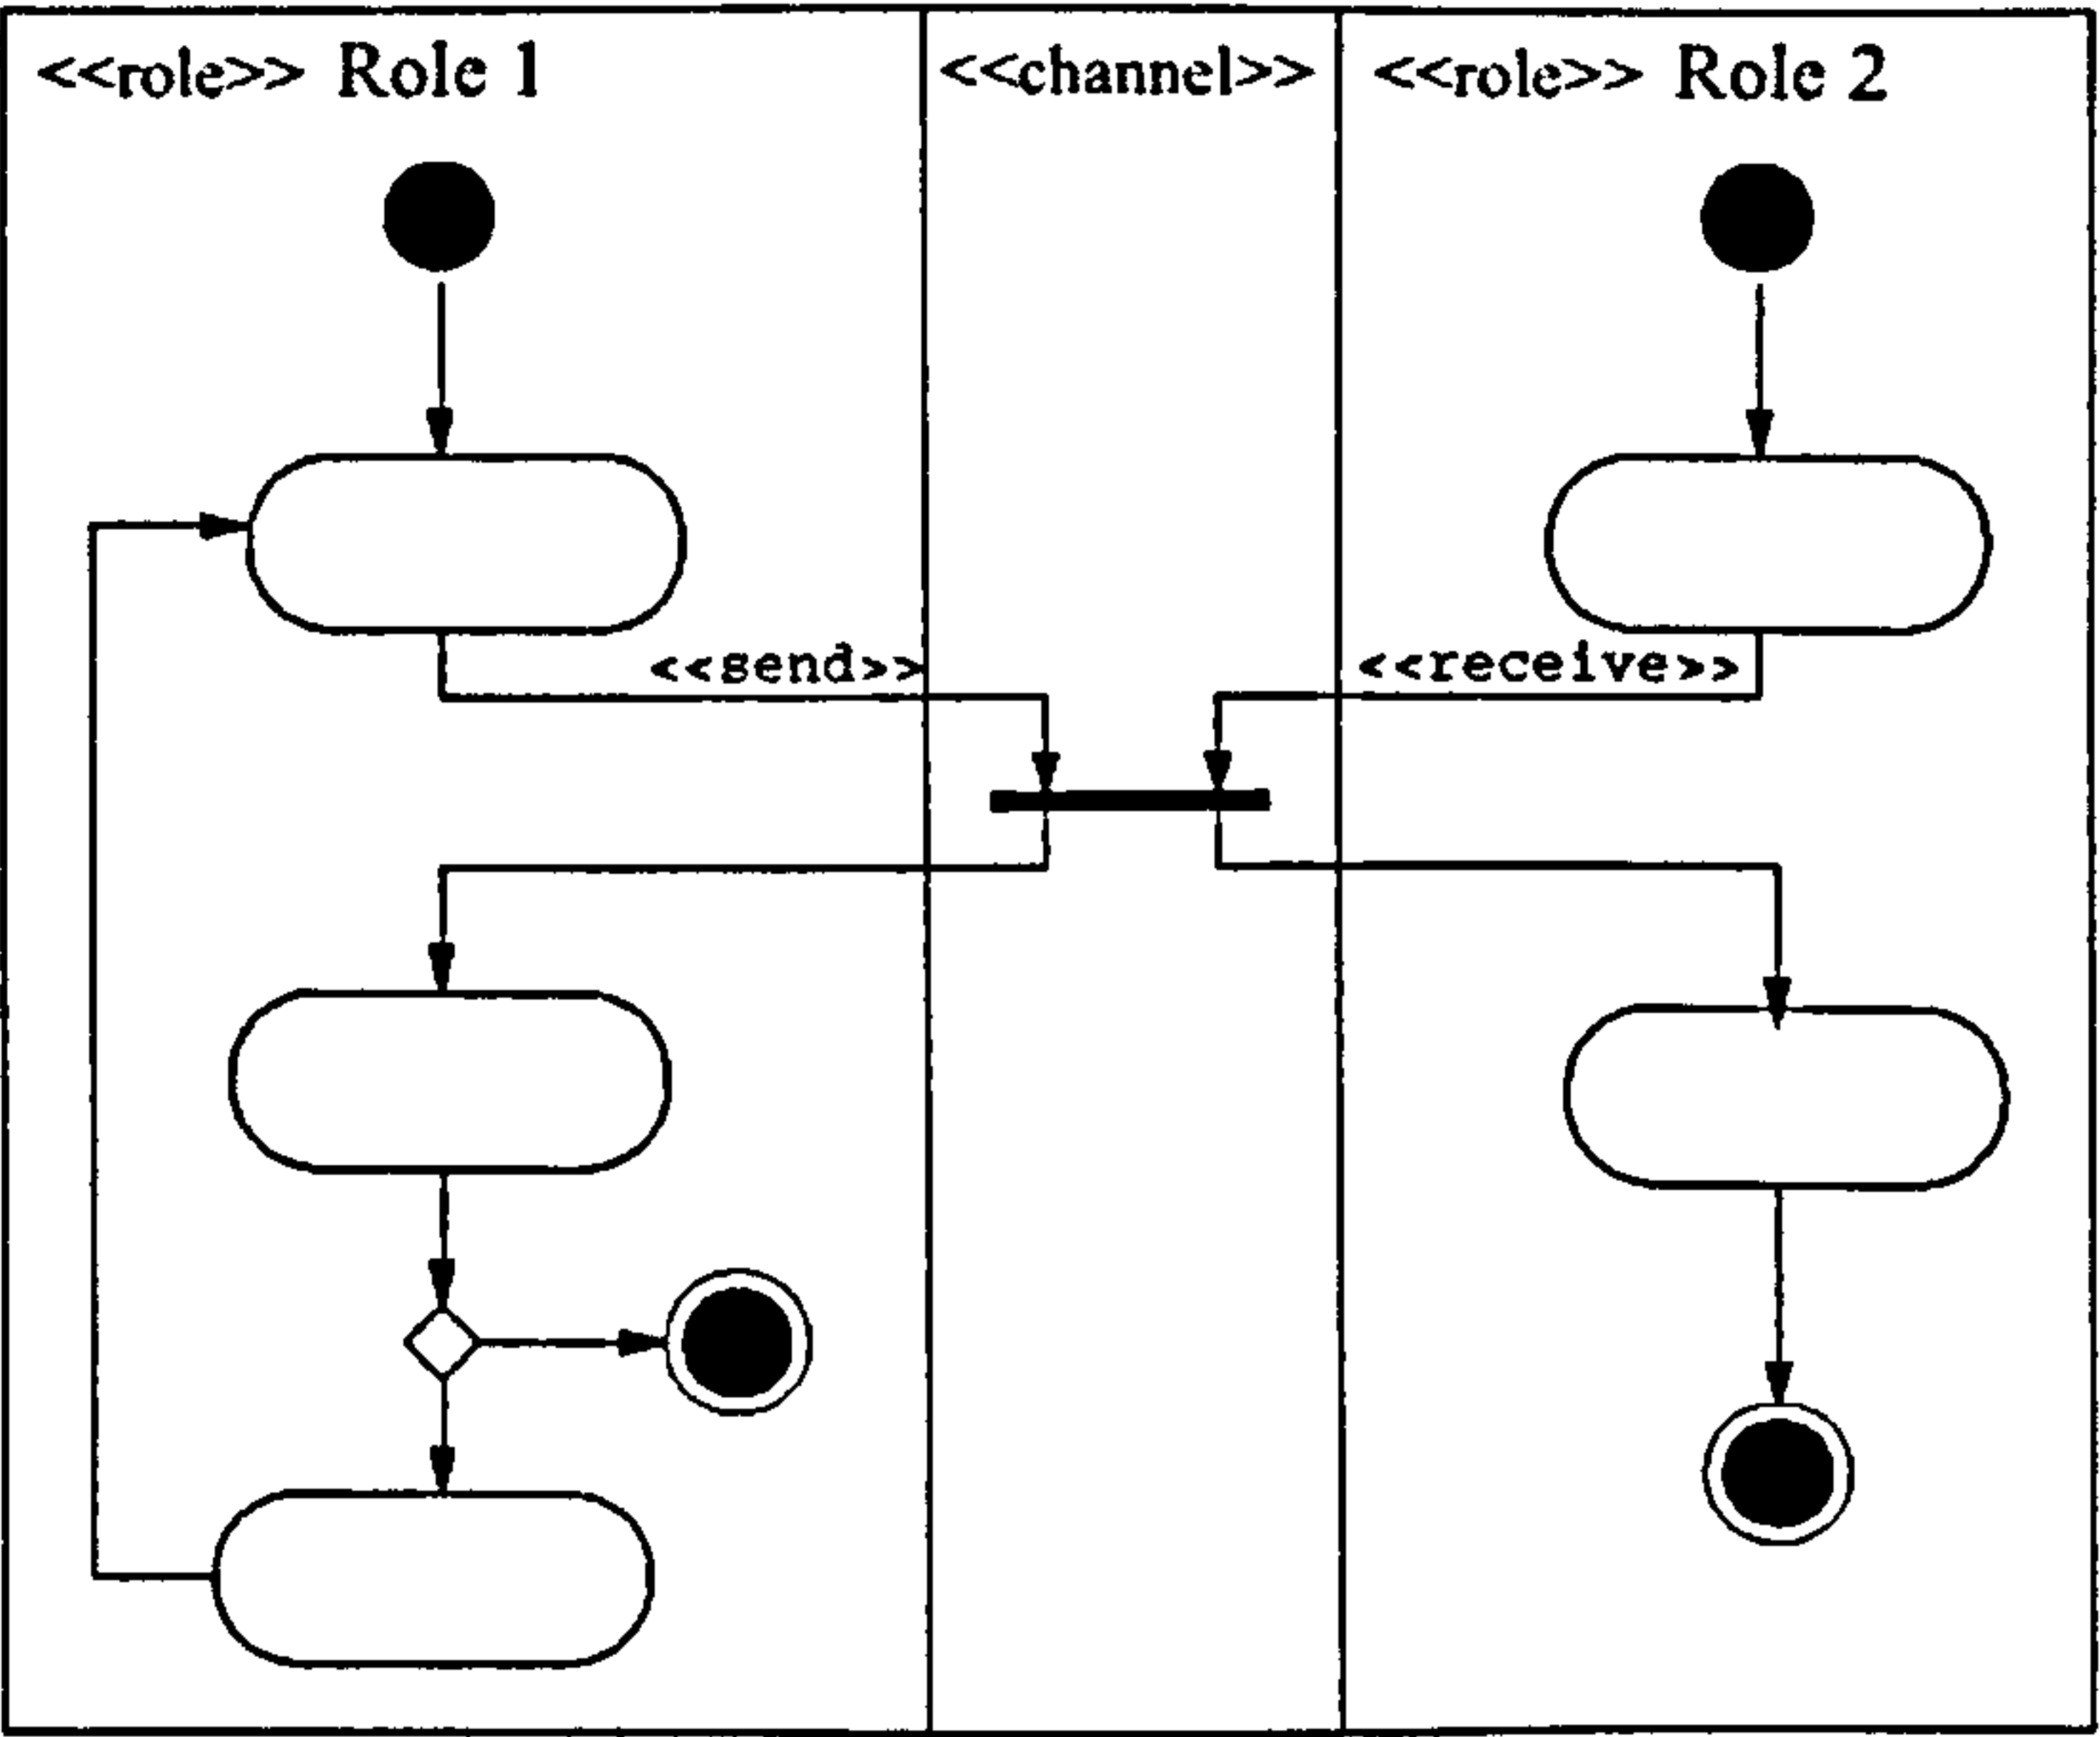 <<role>> Role 1
<<channel>>
<<role>> Role 2
<<send>>
<<receive>>